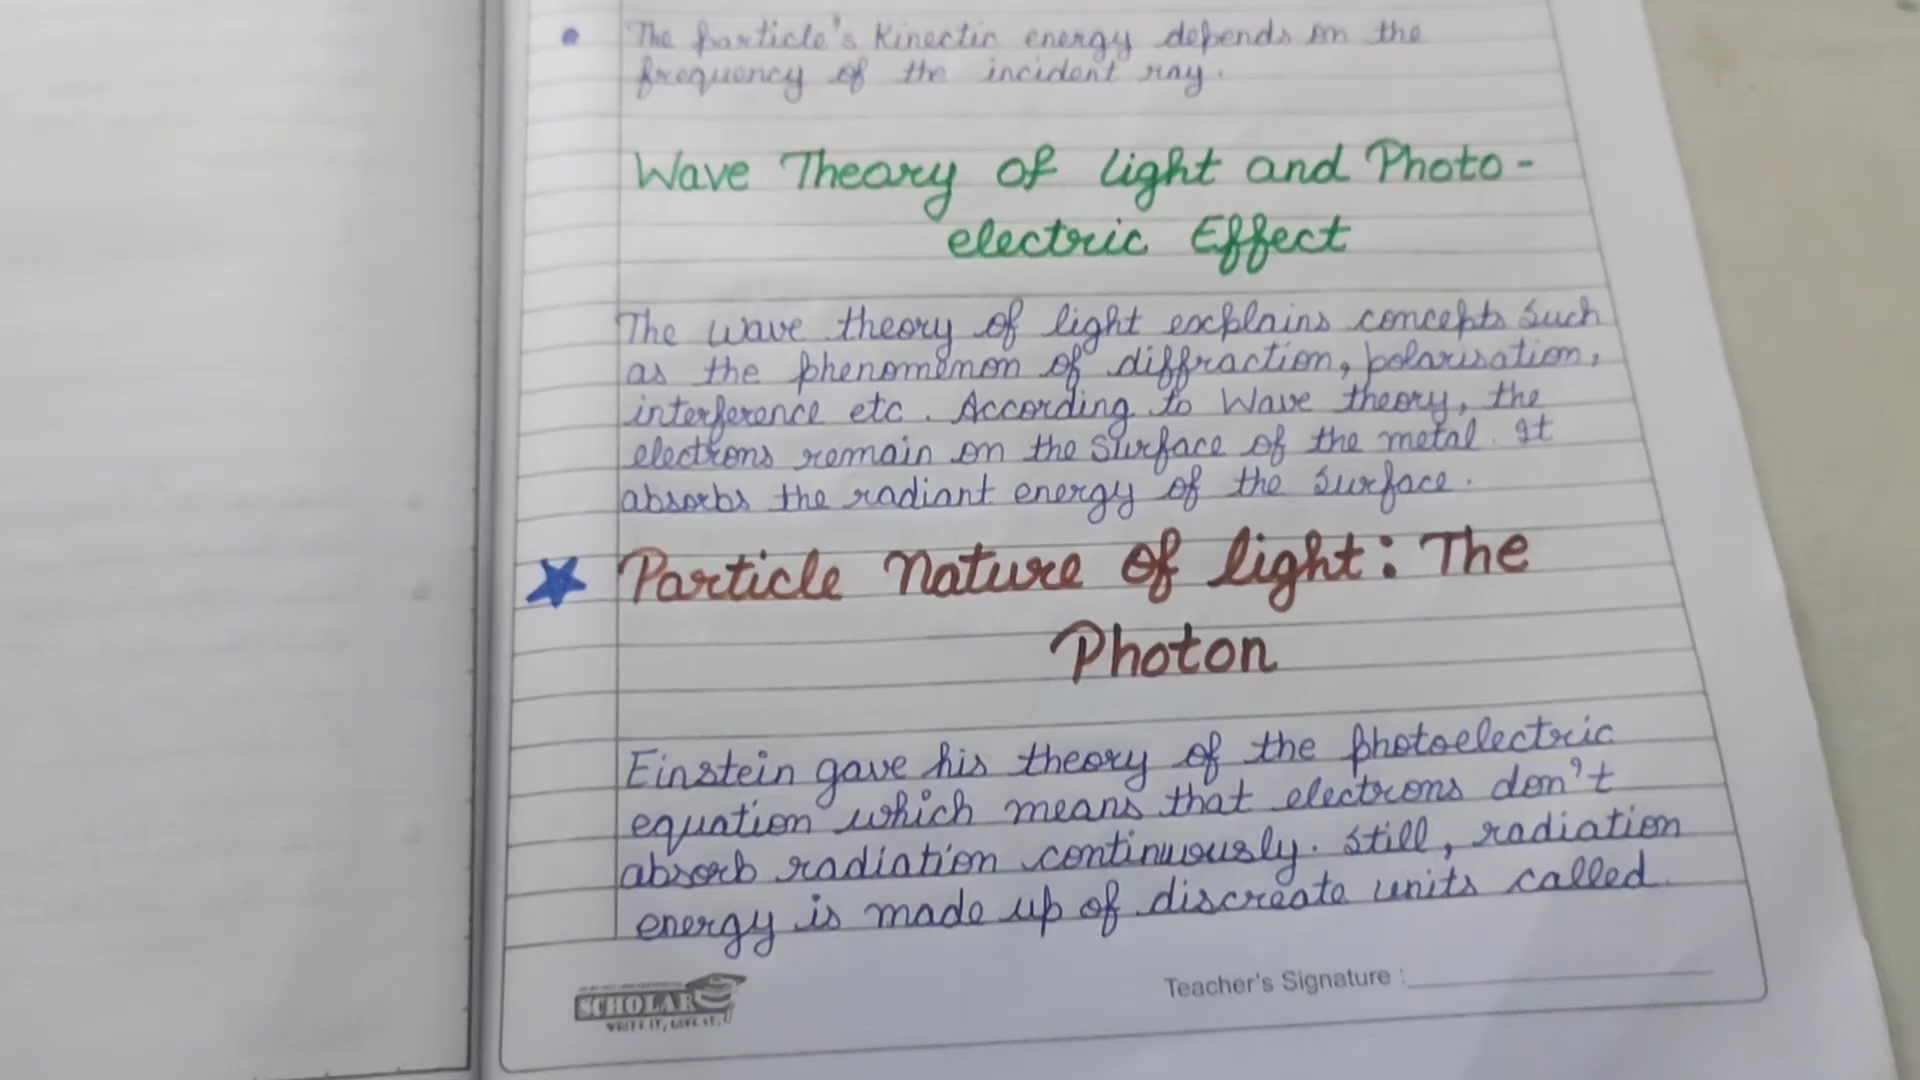 The particle's Kinectic energy depends on the
frequency of the incident ray.
Wave Theory of light and Photo-
electric Effect
The wave theory of light explains concepts such
as the phenomenon of diffraction, polarisation,
interference etc. According to Wave theory, the
electrons remain on the surface of the metal. It
absorbs the radiant energy of the surface.
Particle Nature of light: The
Photon
Einstein gave his theory of the photoelectric
equation which means that electrons don't
absorb radiation continuously. Still, radiation
energy is made up of discreate units called
SCHOLAR
WRITE IT, LIVE IT.
Teacher's Signature :